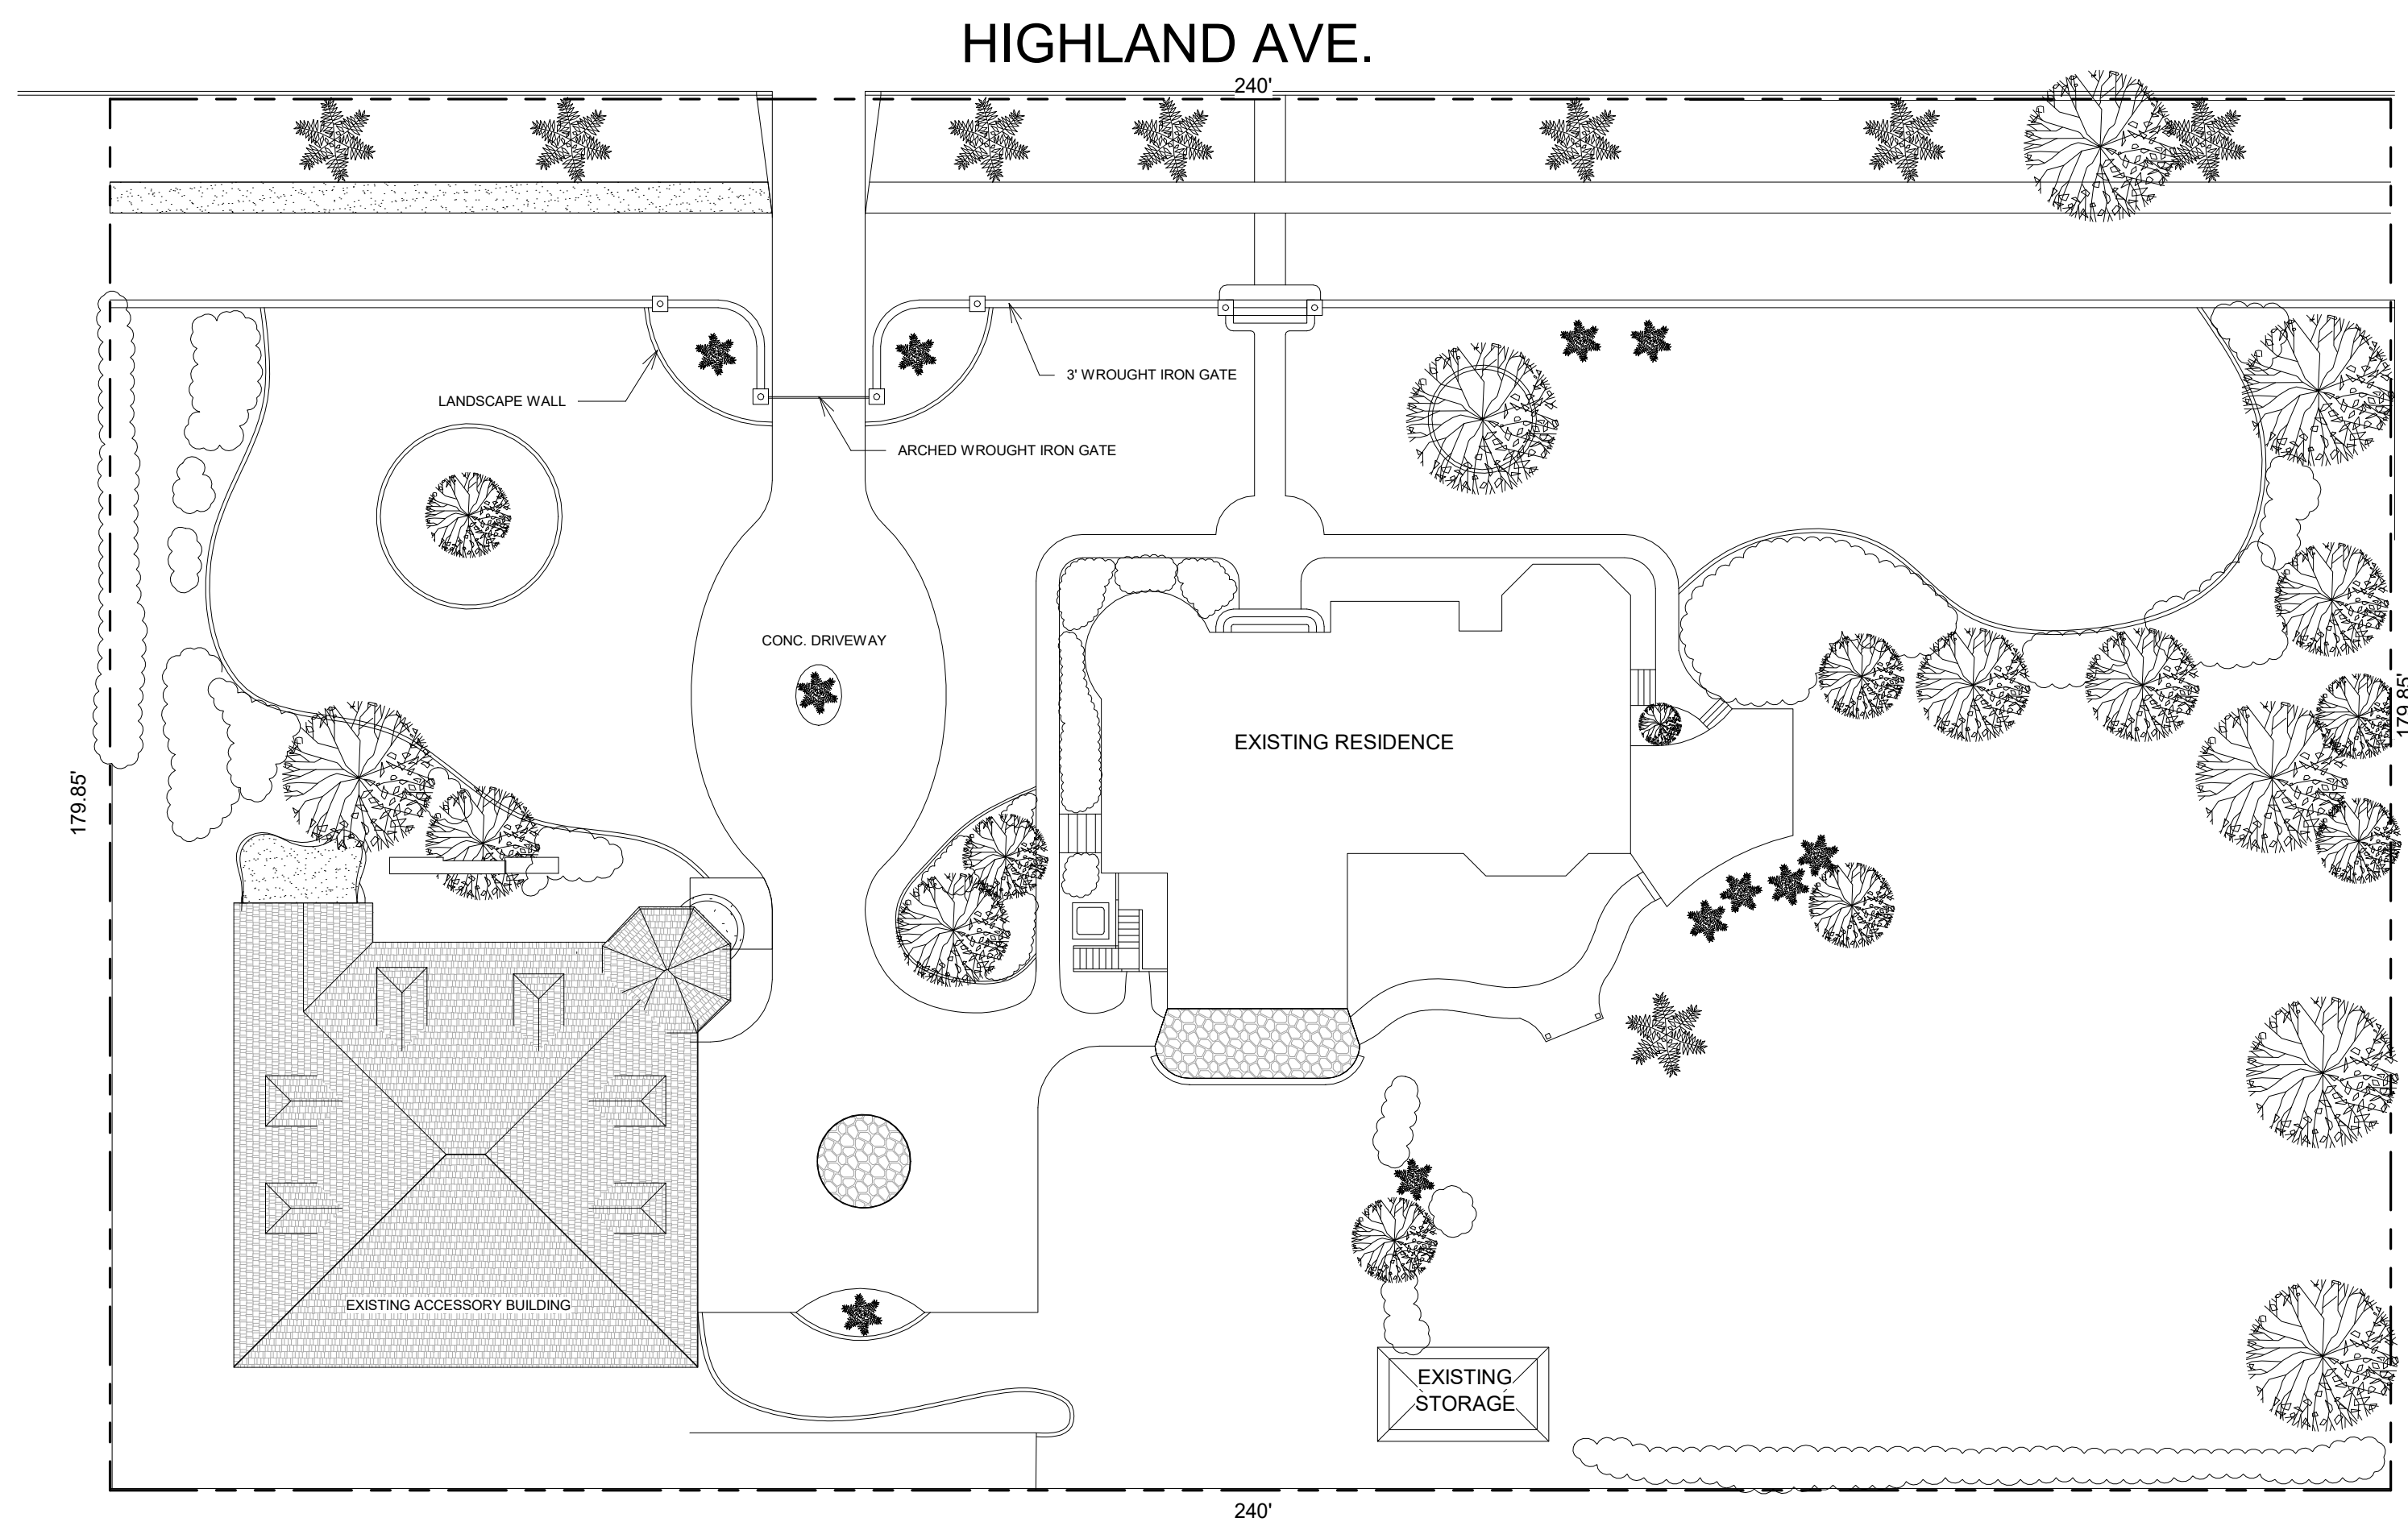 HIGHLAND AVE.
240'
3' WROUGHT IRON GATE
LANDSCAPE WALL
ARCHED WROUGHT IRON GATE
CONC. DRIVEWAY
EXISTING RESIDENCE
179.85'
179.85'
EXISTING ACCESSORY BUILDING
EXISTING
STORAGE
240'